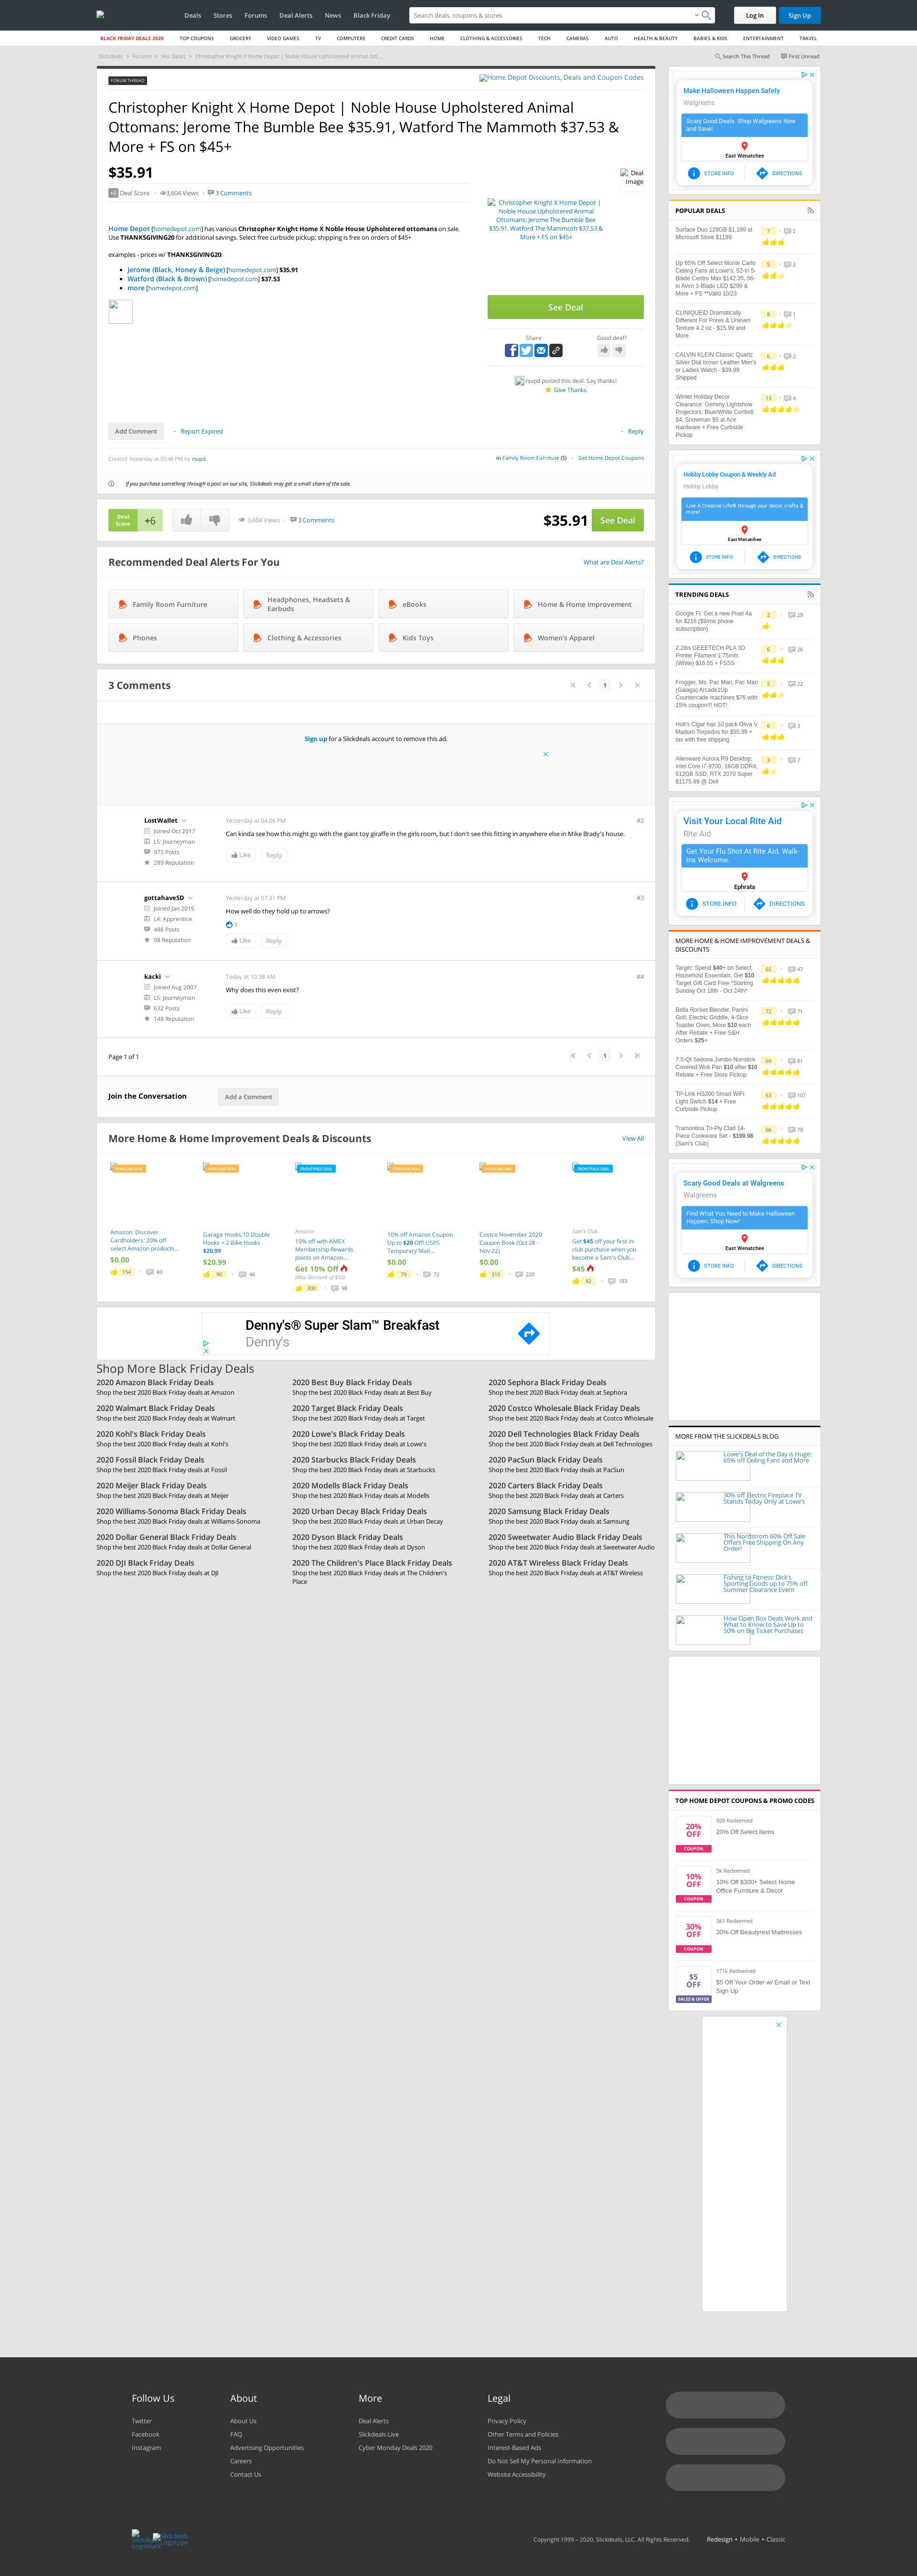 Deals Stores Forums Deal Alerts News Black Friday
Search deals, coupons & stores
Log In
Sign Up
BLACK FRIDAY DEALS 2020 TOP COUPONS GROCERY VIDEO GAMES TV COMPUTERS CREDIT CARDS HOME CLOTHING & ACCESSORIES TECH CAMERAS AUTO HEALTH & BEAUTY BABIES & KIDS ENTERTAINMENT TRAVEL
Slickdeals > Forums > Hot Deals > Christopher Knight X Home Depot | Noble House Upholstered Animal Ott...
Search This Thread First Unread
FORUM THREAD
Home Depot Discounts, Deals and Coupon Codes
Christopher Knight X Home Depot | Noble House Upholstered Animal
Ottomans: Jerome The Bumble Bee $35.91, Watford The Mammoth $37.53 &
More + FS on $45+
$35.91
+6 Deal Score · 3,604 Views · 3 Comments
Deal
Image
Christopher Knight X Home Depot |
Noble House Upholstered Animal
Ottomans: Jerome The Bumble Bee
$35.91, Watford The Mammoth $37.53 &
More + FS on $45+
Home Depot [homedepot.com] has various Christopher Knight Home X Noble House Upholstered ottomans on sale.
Use THANKSGIVING20 for additional savings. Select free curbside pickup; shipping is free on orders of $45+
examples - prices w/ THANKSGIVING20:
• Jerome (Black, Honey & Beige) [homedepot.com] $35.91
• Watford (Black & Brown) [homedepot.com] $37.53
• more [homedepot.com]
See Deal
Share
Good deal?
rsvpd posted this deal. Say thanks!
Give Thanks
Add Comment · Report Expired
· Reply
Created Yesterday at 03:48 PM by rsvpd
in Family Room Furniture (5) · Get Home Depot Coupons
If you purchase something through a post on our site, Slickdeals may get a small share of the sale.
Deal
Score
+6
3,604 Views · 3 Comments
$35.91
See Deal
Recommended Deal Alerts For You
What are Deal Alerts?
Family Room Furniture
Headphones, Headsets &
Earbuds
eBooks
Home & Home Improvement
Phones
Clothing & Accessories
Kids Toys
Women's Apparel
3 Comments
1
Sign up for a Slickdeals account to remove this ad.
LostWallet
Joined Oct 2017
L5: Journeyman
975 Posts
289 Reputation
Yesterday at 04:06 PM
#2
Can kinda see how this might go with the giant toy giraffe in the girls room, but I don't see this fitting in anywhere else in Mike Brady's house.
Like
Reply
gottahaveSD
Joined Jan 2015
L4: Apprentice
486 Posts
98 Reputation
Yesterday at 07:31 PM
#3
How well do they hold up to arrows?
1
Like
Reply
kacki
Joined Aug 2007
L5: Journeyman
632 Posts
148 Reputation
Today at 10:38 AM
#4
Why does this even exist?
Like
Reply
Page 1 of 1
1
Join the Conversation
Add a Comment
More Home & Home Improvement Deals & Discounts
View All
POPULAR DEAL
Amazon: Discover
Cardholders: 20% off
select Amazon products...
$0.00
154 · 43
POPULAR DEAL
Garage Hooks,10 Double
Hooks + 2 Bike Hooks
$20.99
$20.99
90 · 46
FRONTPAGE DEAL
Amazon
10% off with AMEX
Membership Rewards
points on Amazon....
Get 10% Off
(Max Discount of $15)
300 · 98
POPULAR DEAL
10% off Amazon Coupon
Up to $20 Off! USPS
Temporary Mail...
$0.00
79 · 72
POPULAR DEAL
Costco November 2020
Coupon Book (Oct 28 -
Nov 22)
$0.00
310 · 220
FRONTPAGE DEAL
Sam's Club
Get $45 off your first in-
club purchase when you
become a Sam's Club...
$45
82 · 183
Denny's® Super Slam™ Breakfast
Denny's
Shop More Black Friday Deals
2020 Amazon Black Friday Deals
Shop the best 2020 Black Friday deals at Amazon
2020 Best Buy Black Friday Deals
Shop the best 2020 Black Friday deals at Best Buy
2020 Sephora Black Friday Deals
Shop the best 2020 Black Friday deals at Sephora
2020 Walmart Black Friday Deals
Shop the best 2020 Black Friday deals at Walmart
2020 Target Black Friday Deals
Shop the best 2020 Black Friday deals at Target
2020 Costco Wholesale Black Friday Deals
Shop the best 2020 Black Friday deals at Costco Wholesale
2020 Kohl's Black Friday Deals
Shop the best 2020 Black Friday deals at Kohl's
2020 Lowe's Black Friday Deals
Shop the best 2020 Black Friday deals at Lowe's
2020 Dell Technologies Black Friday Deals
Shop the best 2020 Black Friday deals at Dell Technologies
2020 Fossil Black Friday Deals
Shop the best 2020 Black Friday deals at Fossil
2020 Starbucks Black Friday Deals
Shop the best 2020 Black Friday deals at Starbucks
2020 PacSun Black Friday Deals
Shop the best 2020 Black Friday deals at PacSun
2020 Meijer Black Friday Deals
Shop the best 2020 Black Friday deals at Meijer
2020 Modells Black Friday Deals
Shop the best 2020 Black Friday deals at Modells
2020 Carters Black Friday Deals
Shop the best 2020 Black Friday deals at Carters
2020 Williams-Sonoma Black Friday Deals
Shop the best 2020 Black Friday deals at Williams-Sonoma
2020 Urban Decay Black Friday Deals
Shop the best 2020 Black Friday deals at Urban Decay
2020 Samsung Black Friday Deals
Shop the best 2020 Black Friday deals at Samsung
2020 Dollar General Black Friday Deals
Shop the best 2020 Black Friday deals at Dollar General
2020 Dyson Black Friday Deals
Shop the best 2020 Black Friday deals at Dyson
2020 Sweetwater Audio Black Friday Deals
Shop the best 2020 Black Friday deals at Sweetwater Audio
2020 DJI Black Friday Deals
Shop the best 2020 Black Friday deals at DJI
2020 The Children's Place Black Friday Deals
Shop the best 2020 Black Friday deals at The Children's
Place
2020 AT&T Wireless Black Friday Deals
Shop the best 2020 Black Friday deals at AT&T Wireless
Make Halloween Happen Safely
Walgreens
Scary Good Deals. Shop Walgreens Now
and Save!
East Wenatchee
STORE INFO
DIRECTIONS
POPULAR DEALS
Surface Duo 128GB $1,199 at
Microsoft Store $1199
7 · 2
Up 65% Off Select Monte Carlo
Ceiling Fans at Lowe's: 52-In 5-
Blade Centro Max $142.35, 56-
in Avvo 3-Blade LED $299 &
More + FS **Valid 10/23
5 · 2
CLINIQUE|D Dramatically
Different For Pores & Uneven
Texture 4.2 oz - $15.99 and
More
8 · 1
CALVIN KLEIN Classic Quartz
Silver Dial brown Leather Men's
or Ladies Watch - $39.99
Shipped
6 · 2
Winter Holiday Decor
Clearance: Gemmy Lightshow
Projectors: Blue/White Confetti
$4, Snowman $5 at Ace
Hardware + Free Curbside
Pickup
13 · 4
Hobby Lobby Coupon & Weekly Ad
Hobby Lobby
Live A Creative Life® through your decor, crafts &
more!
East Wenatchee
STORE INFO
DIRECTIONS
TRENDING DEALS
Google Fi: Get a new Pixel 4a
for $216 ($9/mo phone
subscription)
2 · 29
2.2lbs GEEETECH PLA 3D
Printer Filament 1.75mm
(White) $16.55 + FSSS
6 · 26
Frogger, Ms. Pac Man, Pac Man
(Galaga) Arcade1Up
Countercade machines $76 with
15% coupon!!! HOT!
5 · 22
Holt's Cigar has 10 pack Oliva V
Maduro Torpedos for $55.99 +
tax with free shipping
6 · 3
Alienware Aurora R9 Desktop:
Intel Core i7-9700, 16GB DDR4,
512GB SSD, RTX 2070 Super
$1175.99 @ Dell
3 · 7
Visit Your Local Rite Aid
Rite Aid
Get Your Flu Shot At Rite Aid. Walk-
ins Welcome.
Ephrata
STORE INFO
DIRECTIONS
MORE HOME & HOME IMPROVEMENT DEALS &
DISCOUNTS
Target: Spend $40+ on Select
Household Essentials, Get $10
Target Gift Card Free *Starting
Sunday Oct 18th - Oct 24th*
65 · 47
Bella Rocket Blender, Panini
Grill, Electric Griddle, 4-Slice
Toaster Oven, More $10 each
After Rebate + Free S&H
Orders $25+
72 · 71
7.5-Qt Sedona Jumbo Nonstick
Covered Wok Pan $10 after $10
Rebate + Free Store Pickup
69 · 81
TP-Link HS200 Smart WiFi
Light Switch $14 + Free
Curbside Pickup
63 · 107
Tramontina Tri-Ply Clad 14-
Piece Cookware Set - $199.98
(Sam's Club)
66 · 78
Scary Good Deals at Walgreens
Walgreens
Find What You Need to Make Halloween
Happen. Shop Now!
East Wenatchee
STORE INFO
DIRECTIONS
MORE FROM THE SLICKDEALS BLOG
Lowe's Deal of the Day is Huge:
65% off Ceiling Fans and More
30% off Electric Fireplace TV
Stands Today Only at Lowe's
This Nordstrom 60% Off Sale
Offers Free Shipping On Any
Order!
Fishing to Fitness: Dick's
Sporting Goods up to 75% off
Summer Clearance Event
How Open Box Deals Work and
What to Know to Save Up to
50% on Big Ticket Purchases
TOP HOME DEPOT COUPONS & PROMO CODES
20%
OFF
COUPON
929 Redeemed
20% Off Select Items
10%
OFF
COUPON
5k Redeemed
10% Off $300+ Select Home
Office Furniture & Decor
30%
OFF
COUPON
561 Redeemed
30% Off Beautyrest Mattresses
$5
OFF
SALES & OFFER
171k Redeemed
$5 Off Your Order w/ Email or Text
Sign Up
Follow Us
Twitter
Facebook
Instagram
About
About Us
FAQ
Advertising Opportunities
Careers
Contact Us
More
Deal Alerts
Slickdeals Live
Cyber Monday Deals 2020
Legal
Privacy Policy
Other Terms and Policies
Interest-Based Ads
Do Not Sell My Personal Information
Website Accessibility
Slickdeals
Logomark
Slickdeals
Logotype
Copyright 1999 – 2020. Slickdeals, LLC. All Rights Reserved.
Redesign • Mobile • Classic